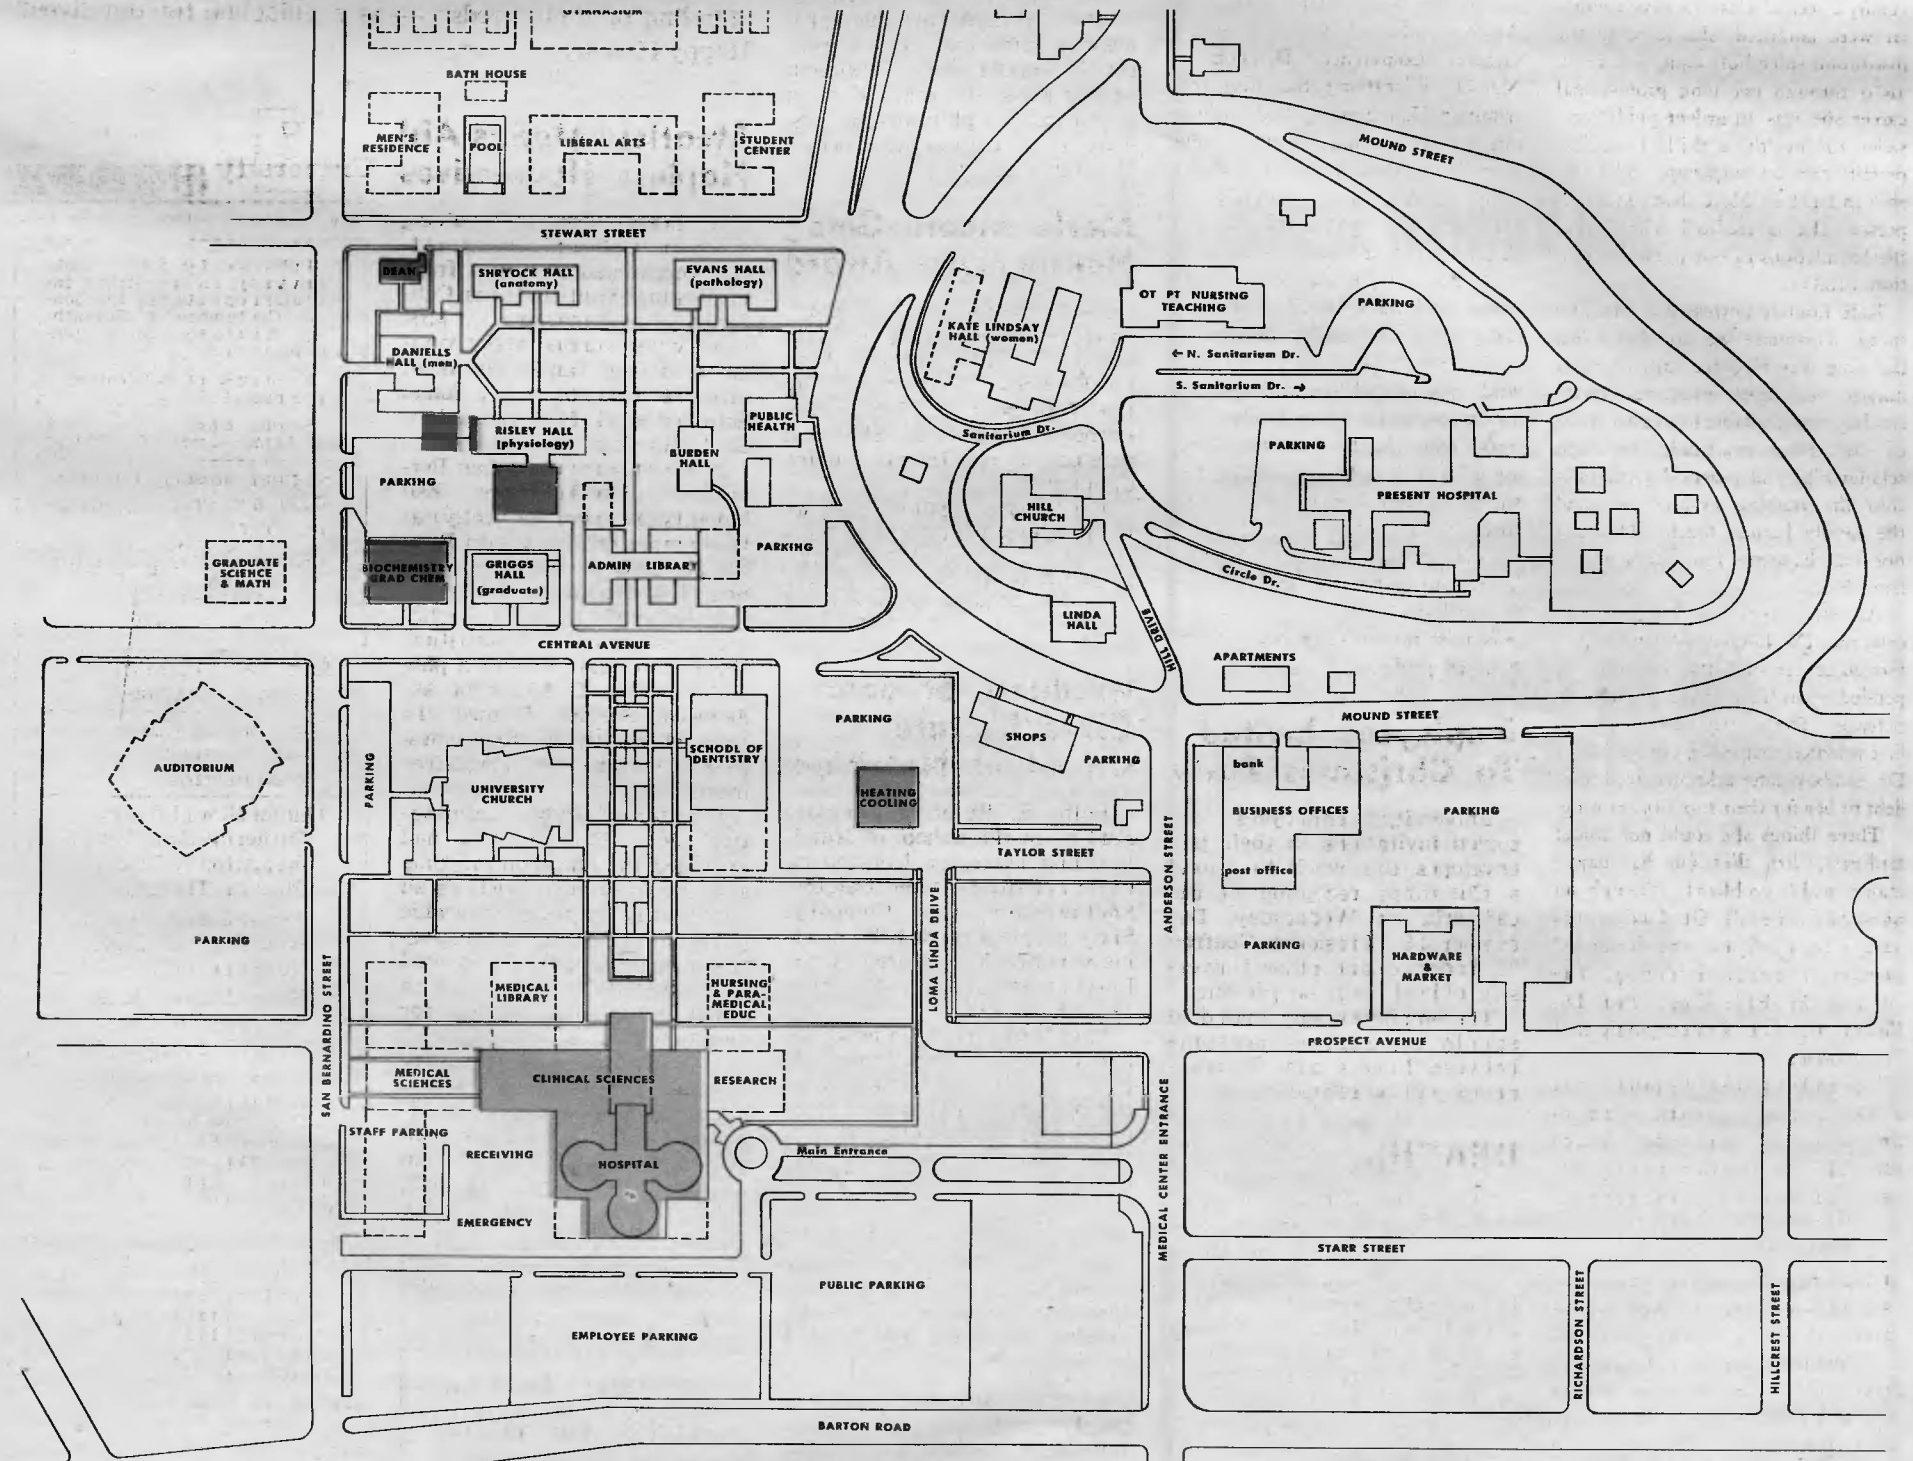 GYMNASIUM
BATH HOUSE
MEN'S
RESIDENCE
POOL
LIBERAL ARTS
STUDENT
CENTER
MOUND STREET
STEWART STREET
DEAN
SHRYOCK HALL
(anatomy)
EVANS HALL
(pathology)
OT PT NURSING
TEACHING
PARKING
KATE LINDSAY
HALL (women)
DANIELLS
HALL (men)
← N. Sanitarium Dr.
S. Sanitarium Dr. →
PUBLIC
HEALTH
RISLEY HALL
(physiology)
Sanitarium Dr.
BURDEN
HALL
PARKING
PARKING
PRESENT HOSPITAL
HILL
CHURCH
PARKING
GRADUATE
SCIENCE
& MATH
BIOCHEMISTRY
GRAD CHEM
GRIGGS
HALL
(graduate)
ADMIN
LIBRARY
Circle Dr.
LINDA
HALL
HILL DRIVE
CENTRAL AVENUE
APARTMENTS
MOUND STREET
PARKING
SHOPS
PARKING
SCHOOL OF
DENTISTRY
AUDITORIUM
PARKING
UNIVERSITY
CHURCH
HEATING
COOLING
bank
BUSINESS OFFICES
PARKING
TAYLOR STREET
post office
ANDERSON STREET
LOMA LINDA DRIVE
PARKING
PARKING
HARDWARE
&
MARKET
SAN BERNARDINO STREET
MEDICAL
LIBRARY
NURSING
& PARA-
MEDICAL
EDUC
PROSPECT AVENUE
MEDICAL
SCIENCES
CLINICAL SCIENCES
RESEARCH
STAFF PARKING
RECEIVING
HOSPITAL
Main Entrance
MEDICAL CENTER ENTRANCE
EMERGENCY
STARR STREET
PUBLIC PARKING
EMPLOYEE PARKING
RICHARDSON STREET
HILLCREST STREET
BARTON ROAD